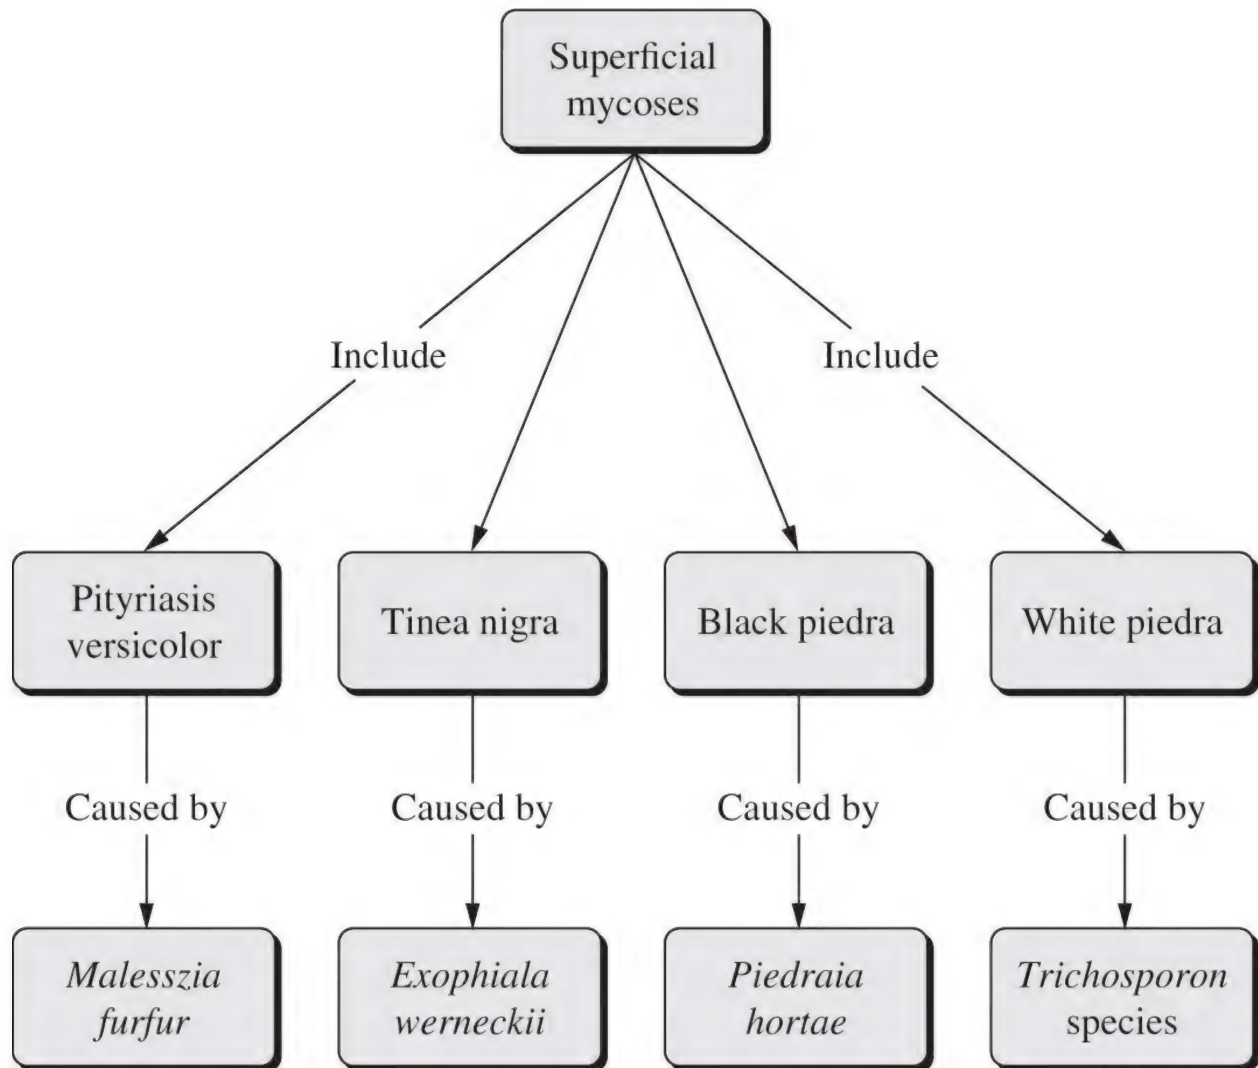 Superficial
mycoses
Include
Include
Pityriasis
versicolor
Tinea nigra
Black piedra
White piedra
Caused by
Caused by
Caused by
Caused by
Malesszia
furfur
Exophiala
werneckii
Piedraia
hortae
Trichosporon
species